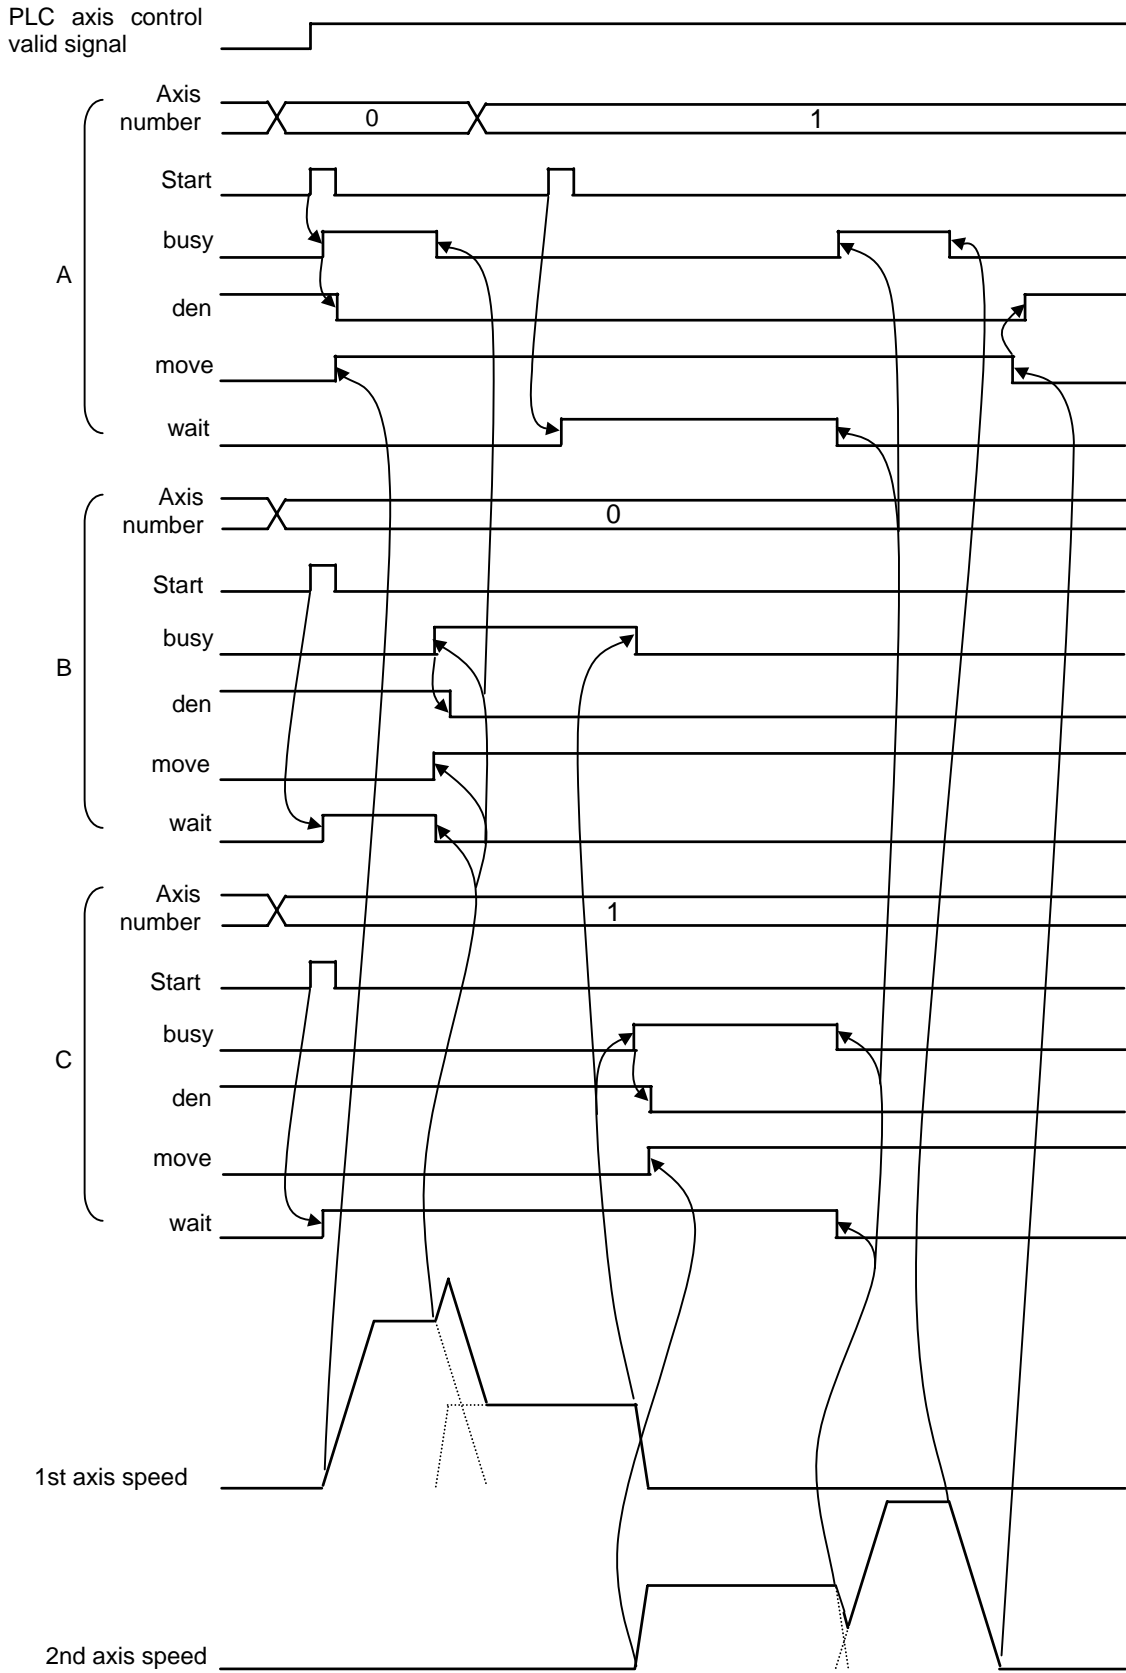 PLC axis control
valid signal
Axis
number
0
1
Start
busy
A
den
move
wait
Axis
number
0
Start
busy
B
den
move
wait
Axis
number
1
Start
busy
C
den
move
wait
1st axis speed
2nd axis speed